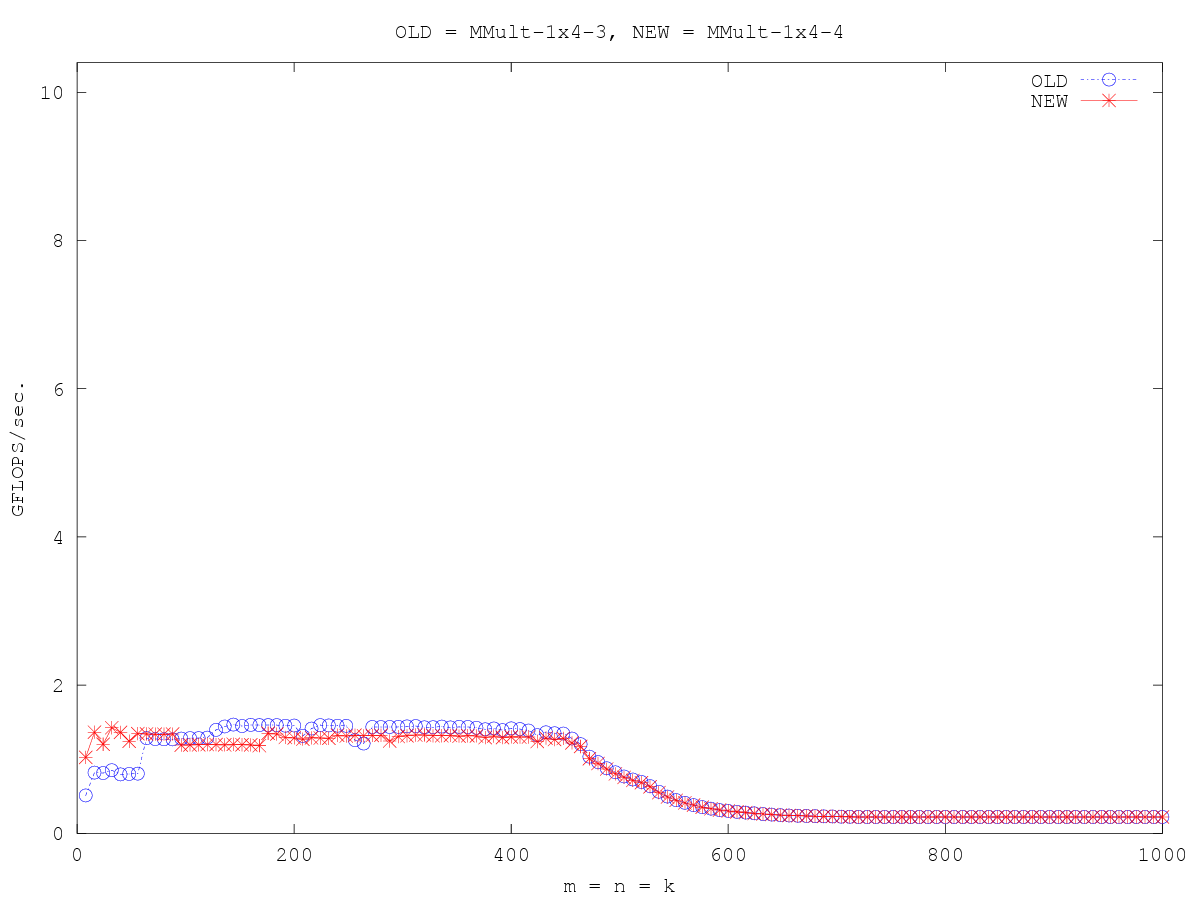 OLD = MMult-1x4-3, NEW = MMult-1x4-4
OLD
NEW
10
8
6
4
2
0
GFLOPS/sec.
0 200 400 600 800 1000
m = n = k